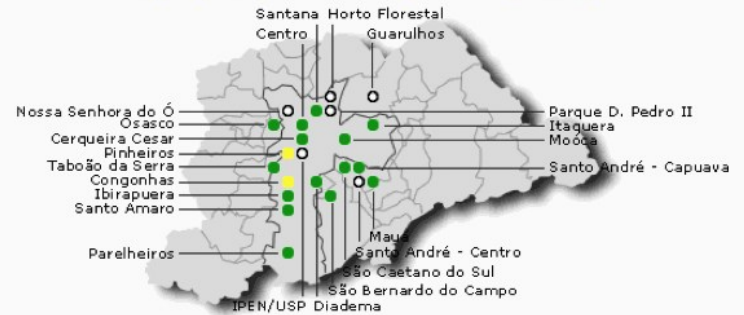 Santana Horto Florestal
Centro Guarulhos
Nossa Senhora do Ó
Osasco
Cerqueira Cesar
Pinheiros
Taboão da Serra
Congonhas
Ibirapuera
Santo Amaro
Parelheiros
Parque D. Pedro II
Itaquera
Moóca
Santo André - Capuava
Mauá
Santo André - Centro
São Caetano do Sul
São Bernardo do Campo
IPEN/USP Diadema